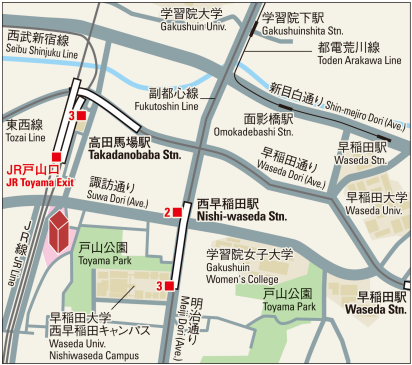 学習院大学
Gakushuin Univ.
学習院下駅
Gakushuinshita Stn.
西武新宿線
Seibu Shinjuku Line
都電荒川線
Toden Arakawa Line
副都心線
Fukutoshin Line
新目白通り Shin-mejiro Dori (Ave.)
3
東西線
Tozai Line
高田馬場駅
Takadanobaba Stn.
面影橋駅
Omokadebashi Stn.
早稲田通り
Waseda Dori (Ave.)
早稲田駅
Waseda Stn.
JR戸山口
JR Toyama Exit
諏訪通り
Suwa Dori (Ave.)
2
西早稲田駅
Nishi-waseda Stn.
早稲田大学
Waseda Univ.
JR線 JR Line
戸山公園
Toyama Park
学習院女子大学
Gakushuin
Women's College
3
明治通り
Meiji Dori (Ave.)
戸山公園
Toyama Park
早稲田駅
Waseda Stn.
早稲田大学
西早稲田キャンパス
Waseda Univ.
Nishiwaseda Campus